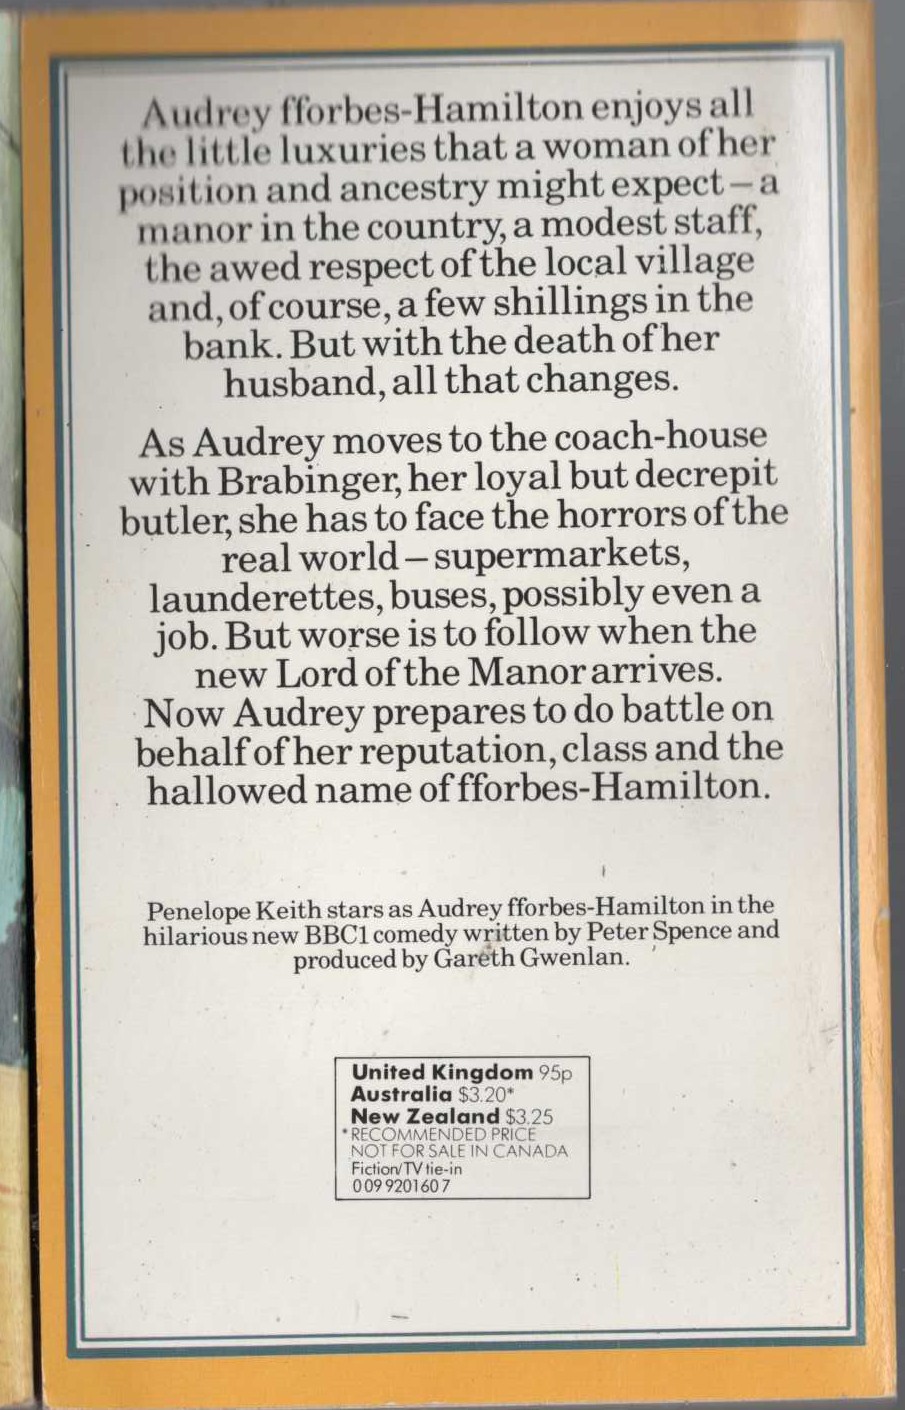 Audrey fforbes-Hamilton enjoys all
the little luxuries that a woman of her
position and ancestry might expect – a
manor in the country, a modest staff,
the awed respect of the local village
and, of course, a few shillings in the
bank. But with the death of her
husband, all that changes.
As Audrey moves to the coach-house
with Brabinger, her loyal but decrepit
butler, she has to face the horrors of the
real world – supermarkets,
launderettes, buses, possibly even a
job. But worse is to follow when the
new Lord of the Manor arrives.
Now Audrey prepares to do battle on
behalf of her reputation, class and the
hallowed name of fforbes-Hamilton.
Penelope Keith stars as Audrey fforbes-Hamilton in the
hilarious new BBC1 comedy written by Peter Spence and
produced by Gareth Gwenlan.
United Kingdom 95p
Australia $3.20*
New Zealand $3.25
*RECOMMENDED PRICE
NOT FOR SALE IN CANADA
Fiction/TV tie-in
0 09 920160 7